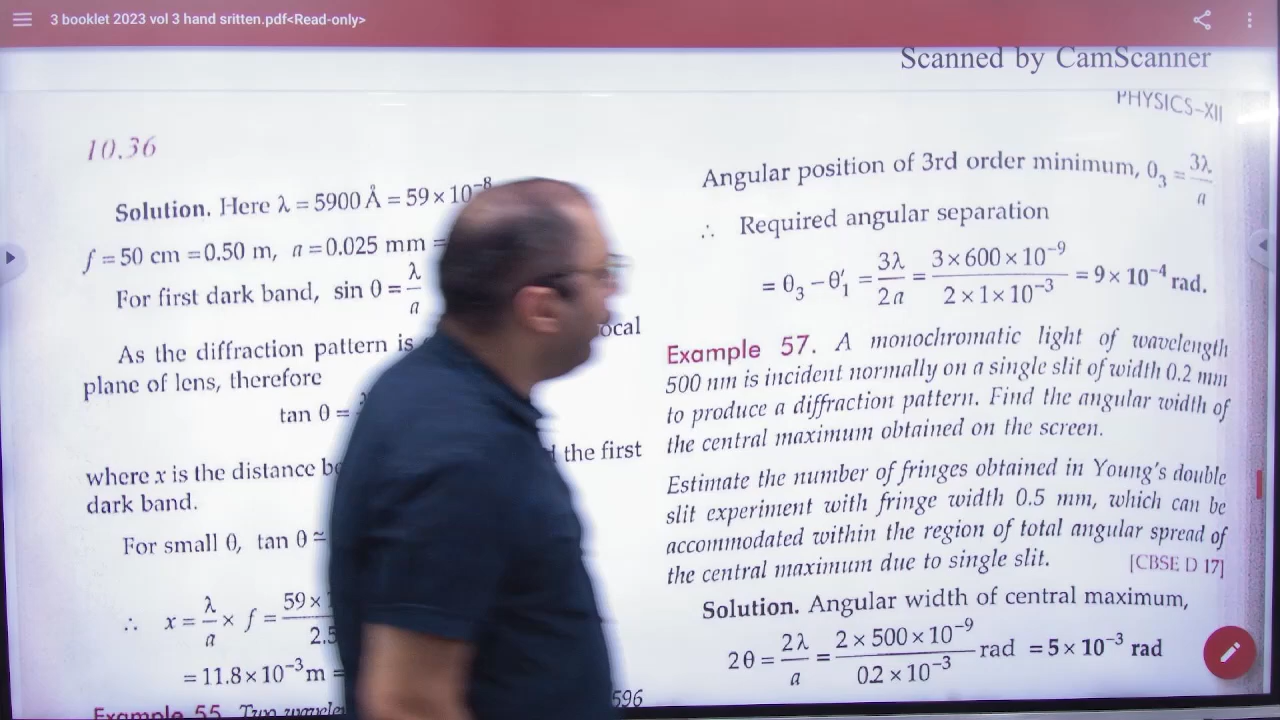 3 booklet 2023 vol 3 hand sritten.pdf<Read-only>
Scanned by CamScanner
PHYSICS–XII
10.36
Solution. Here λ = 5900 Å = 59 × 10⁻⁸
f = 50 cm = 0.50 m, a = 0.025 mm =
For first dark band, sin θ = λ/a
As the diffraction pattern is
plane of lens, therefore
tan θ =
where x is the distance
the first
dark band.
For small θ, tan θ ≃
∴ x = λ/a × f = 59 ×
= 11.8 × 10⁻³ m =
Example 55.
596
Angular position of 3rd order minimum, θ₃ = 3λ/a
∴ Required angular separation
= θ₃ − θ′₁ = 3λ/2a = (3 × 600 × 10⁻⁹)/(2 × 1 × 10⁻³) = 9 × 10⁻⁴ rad.
Example 57. A monochromatic light of wavelength
500 nm is incident normally on a single slit of width 0.2 mm
to produce a diffraction pattern. Find the angular width of
the central maximum obtained on the screen.
Estimate the number of fringes obtained in Young's double
slit experiment with fringe width 0.5 mm, which can be
accommodated within the region of total angular spread of
the central maximum due to single slit. [CBSE D 17]
Solution. Angular width of central maximum,
2θ = 2λ/a = (2 × 500 × 10⁻⁹)/(0.2 × 10⁻³) rad = 5 × 10⁻³ rad